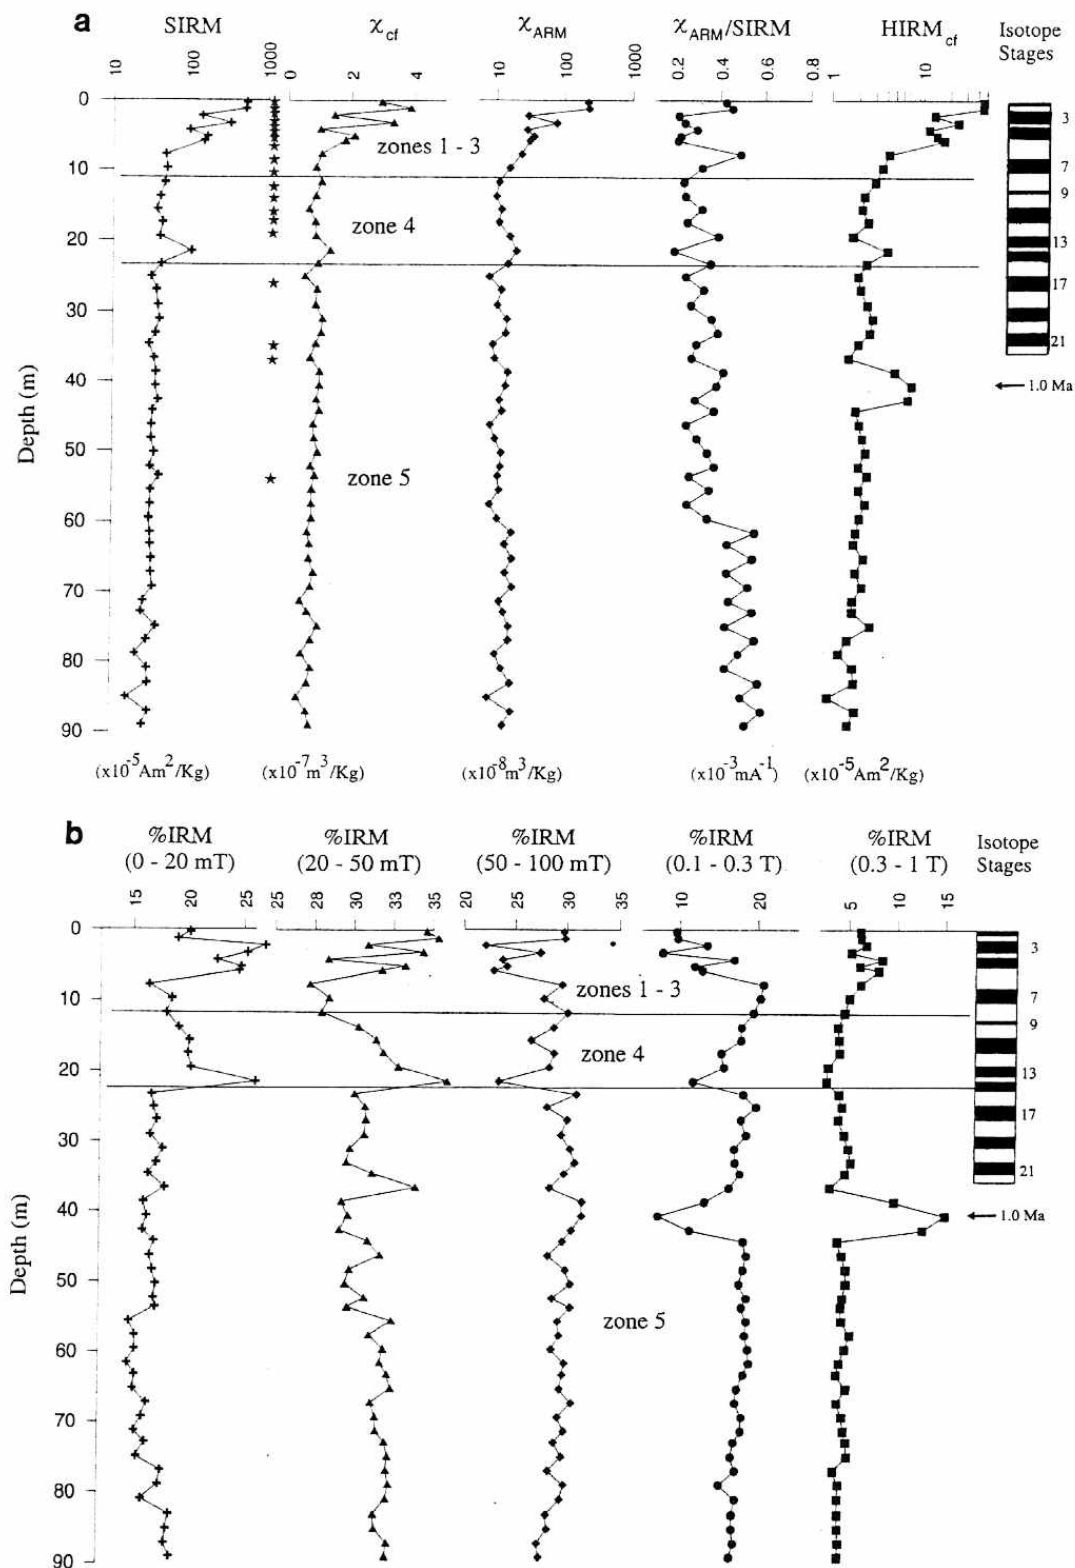 a
SIRM χcf χARM χARM/SIRM HIRMcf Isotope Stages
10 100 1000 0 2 4 10 100 1000 0.2 0.4 0.6 0.8 1 10
0
10
20
30
40
50
60
70
80
90
Depth (m)
zones 1 - 3
zone 4
zone 5
3
7
9
13
17
21
1.0 Ma
(x10-5Am2/Kg) (x10-7m3/Kg) (x10-8m3/Kg) (x10-3mA-1) (x10-5Am2/Kg)
b
%IRM %IRM %IRM %IRM %IRM Isotope
(0 - 20 mT) (20 - 50 mT) (50 - 100 mT) (0.1 - 0.3 T) (0.3 - 1 T) Stages
15 25 25 28 30 33 35 20 25 30 35 10 20 5 10 15
0
10
20
30
40
50
60
70
80
90
Depth (m)
zones 1 - 3
zone 4
zone 5
3
7
9
13
17
21
1.0 Ma